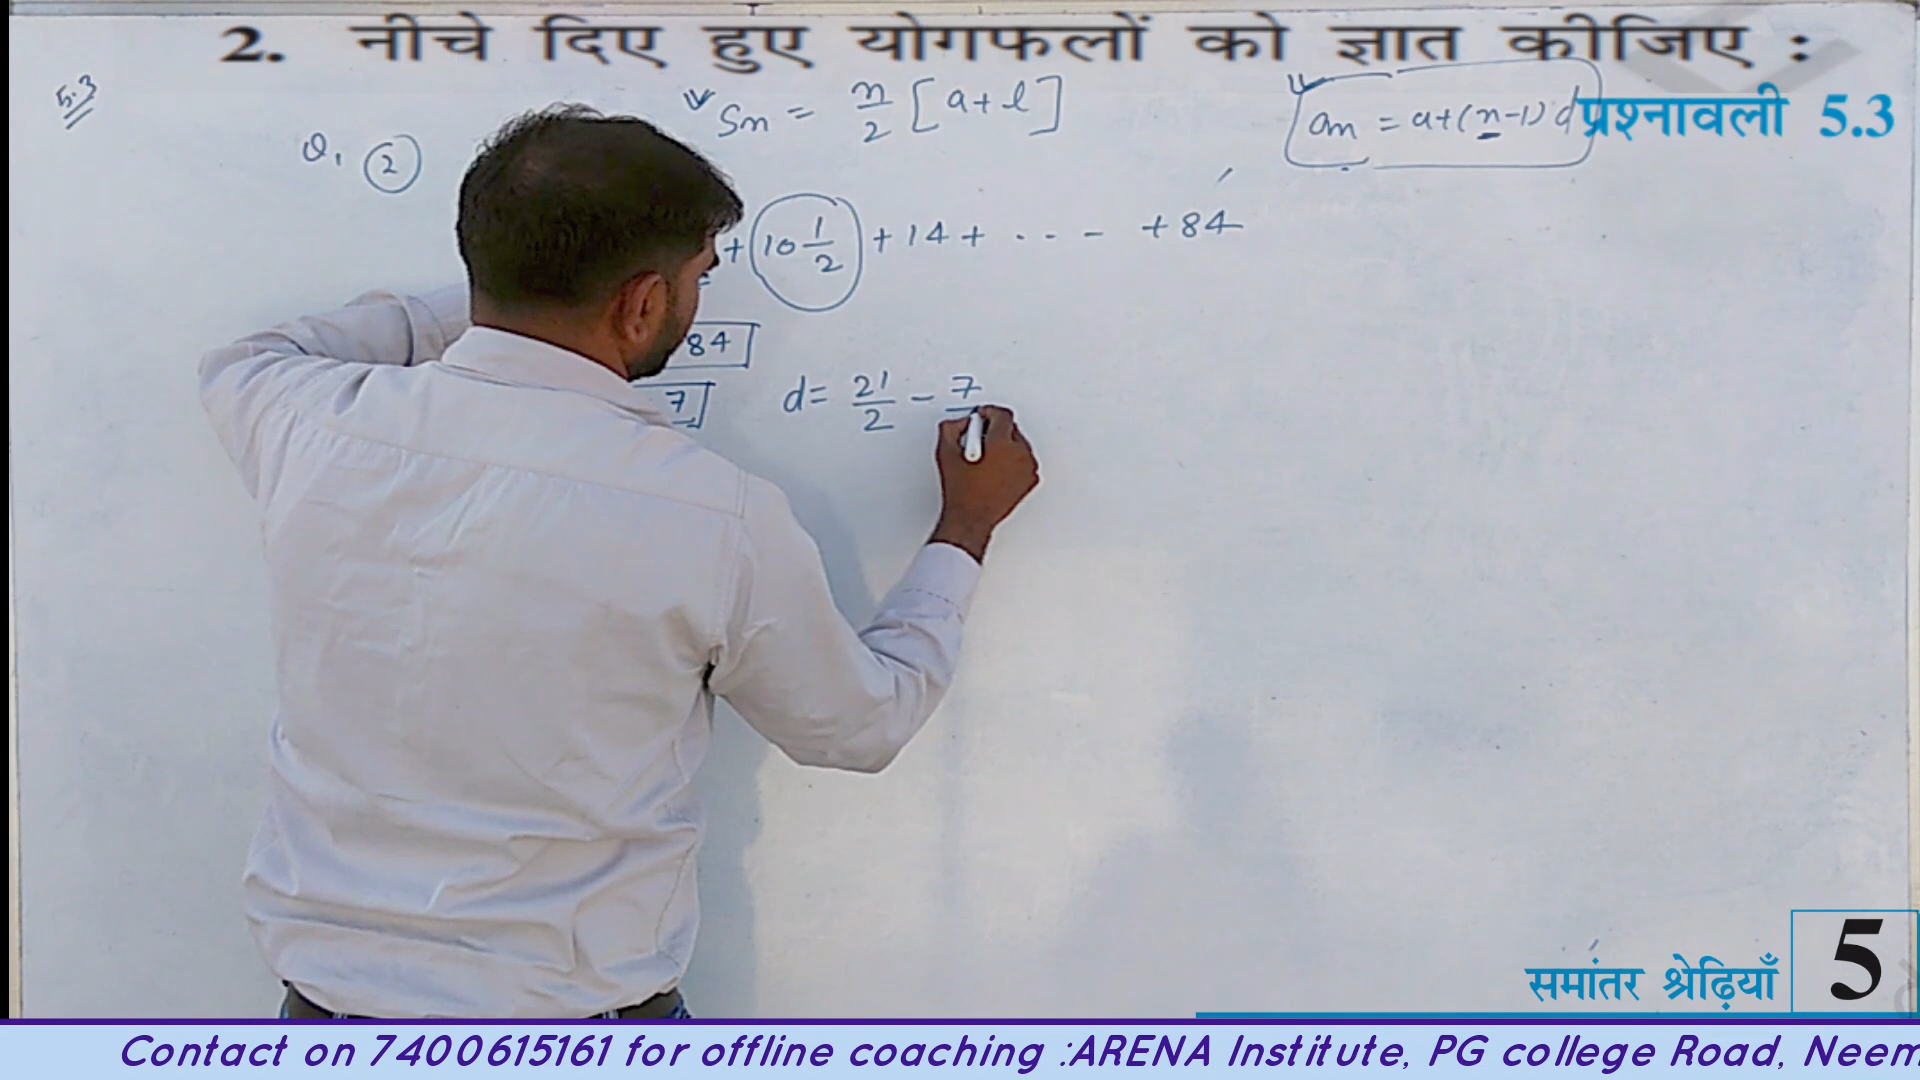 2. नीचे दिए हुए योगफलों को ज्ञात कीजिए :
5.3
Sn = n/2 [a+l]
an = a+(n-1)d
प्रश्नावली 5.3
Q. 2
+ 10 1/2 + 14 + . . . - + 84
84
7
d = 21/2 - 7
समांतर श्रेढ़ियाँ 5
Contact on 7400615161 for offline coaching :ARENA Institute, PG college Road, Neem